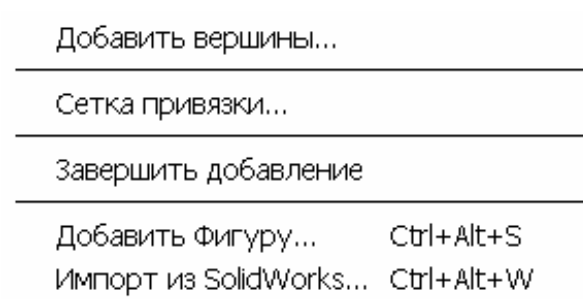 Добавить вершины...
Сетка привязки...
Завершить добавление
Добавить Фигуру... Ctrl+Alt+S
Импорт из SolidWorks... Ctrl+Alt+W